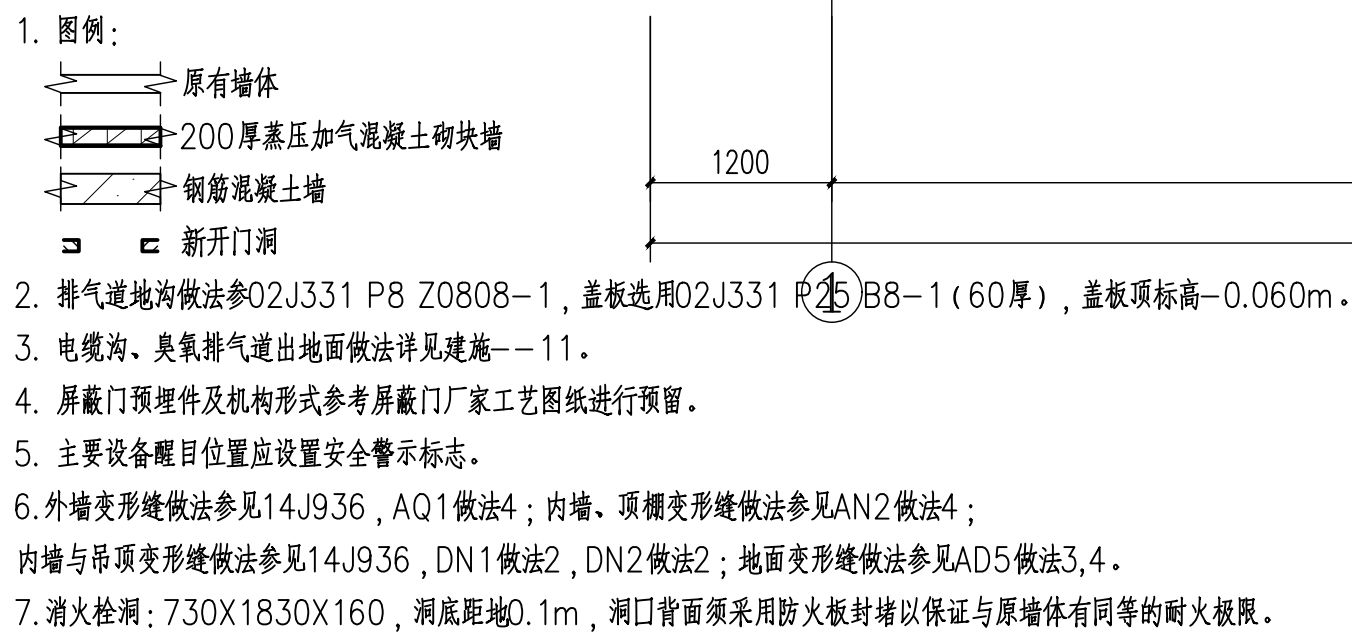 1. 图例:
原有墙体
200厚蒸压加气混凝土砌块墙
1200
钢筋混凝土墙
新开门洞
2. 排气道地沟做法参02J331 P8 Z0808-1,盖板选用02J331 P25 B8-1(60厚),盖板顶标高-0.060m。
1
3. 电缆沟、臭氧排气道出地面做法详见建施--11。
4. 屏蔽门预埋件及机构形式参考屏蔽门厂家工艺图纸进行预留。
5. 主要设备醒目位置应设置安全警示标志。
6.外墙变形缝做法参见14J936,AQ1做法4;内墙、顶棚变形缝做法参见AN2做法4;
内墙与吊顶变形缝做法参见14J936,DN1做法2,DN2做法2;地面变形缝做法参见AD5做法3,4。
7.消火栓洞:730X1830X160,洞底距地0.1m,洞口背面须采用防火板封堵以保证与原墙体有同等的耐火极限。